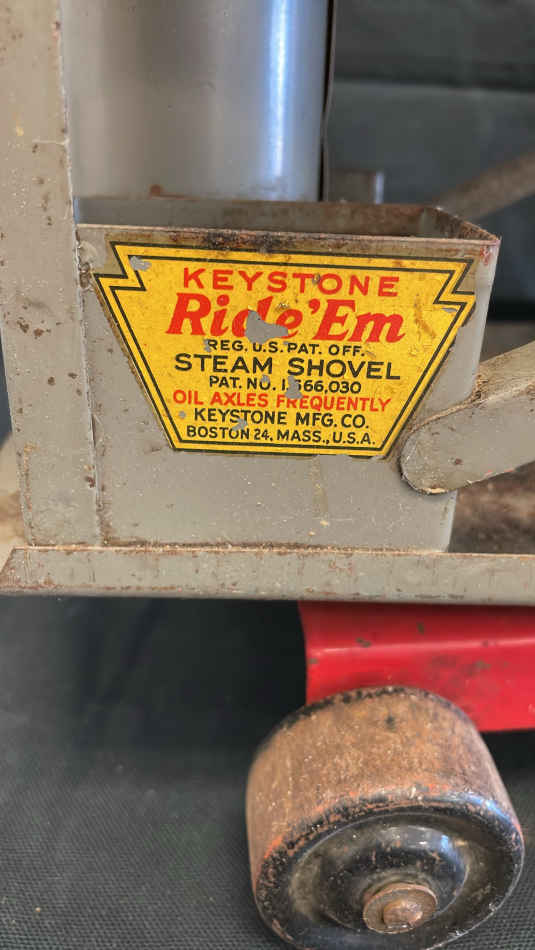 KEYSTONE
Ride'Em
REG. U.S. PAT. OFF.
STEAM SHOVEL
PAT. NO. 1,566,030
OIL AXLES FREQUENTLY
KEYSTONE MFG. CO.
BOSTON 24, MASS., U.S.A.